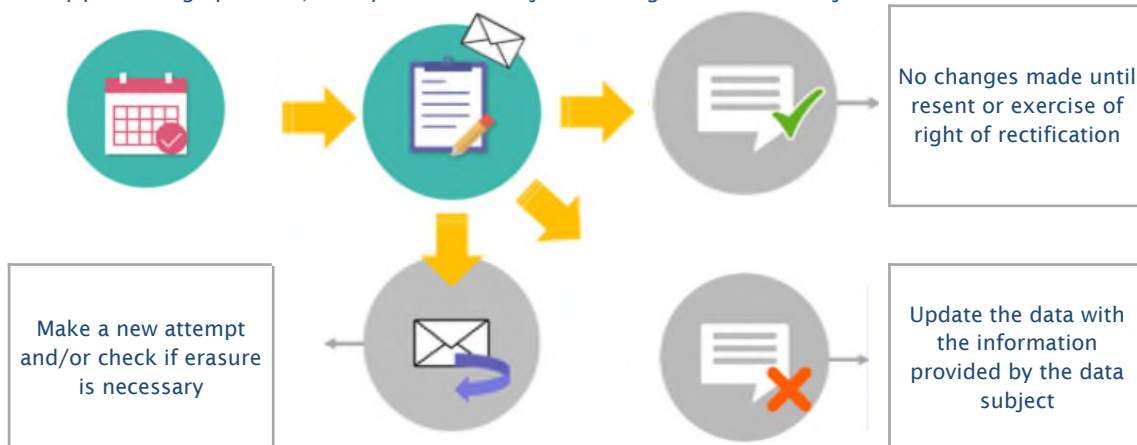 No changes made until
resent or exercise of
right of rectification
Make a new attempt
and/or check if erasure
is necessary
Update the data with
the information
provided by the data
subject